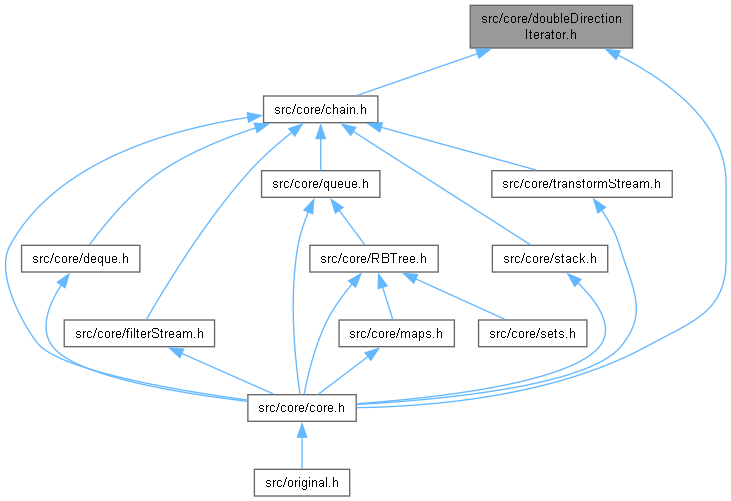 src/core/doubleDirection
Iterator.h
src/core/chain.h
src/core/queue.h
src/core/transformStream.h
src/core/deque.h
src/core/RBTree.h
src/core/stack.h
src/core/filterStream.h
src/core/maps.h
src/core/sets.h
src/core/core.h
src/original.h